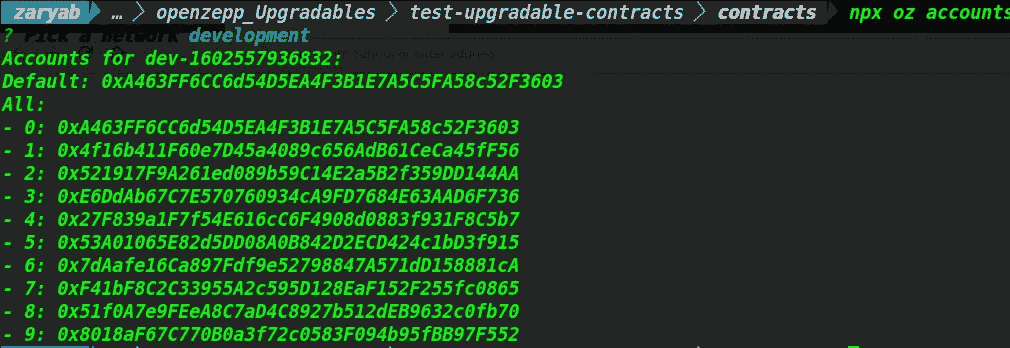 zaryab … openzepp_Upgradables test-upgradable-contracts contracts npx oz accounts
? Pick a network development
Accounts for dev-1602557936832:
Default: 0xA463FF6CC6d54D5EA4F3B1E7A5C5FA58c52F3603
All:
- 0: 0xA463FF6CC6d54D5EA4F3B1E7A5C5FA58c52F3603
- 1: 0x4f16b411F60e7D45a4089c656AdB61CeCa45fF56
- 2: 0x521917F9A261ed089b59C14E2a5B2f359DD144AA
- 3: 0xE6DdAb67C7E570760934cA9FD7684E63AAD6F736
- 4: 0x27F839a1F7f54E616cC6F4908d0883f931F8C5b7
- 5: 0x53A01065E82d5DD08A0B842D2ECD424c1bD3f915
- 6: 0x7dAafe16Ca897Fdf9e52798847A571dD158881cA
- 7: 0xF41bF8C2C33955A2c595D128EaF152F255fc0865
- 8: 0x51f0A7e9FEeA8C7aD4C8927b512dEB9632c0fb70
- 9: 0x8018aF67C770B0a3f72c0583F094b95fBB97F552